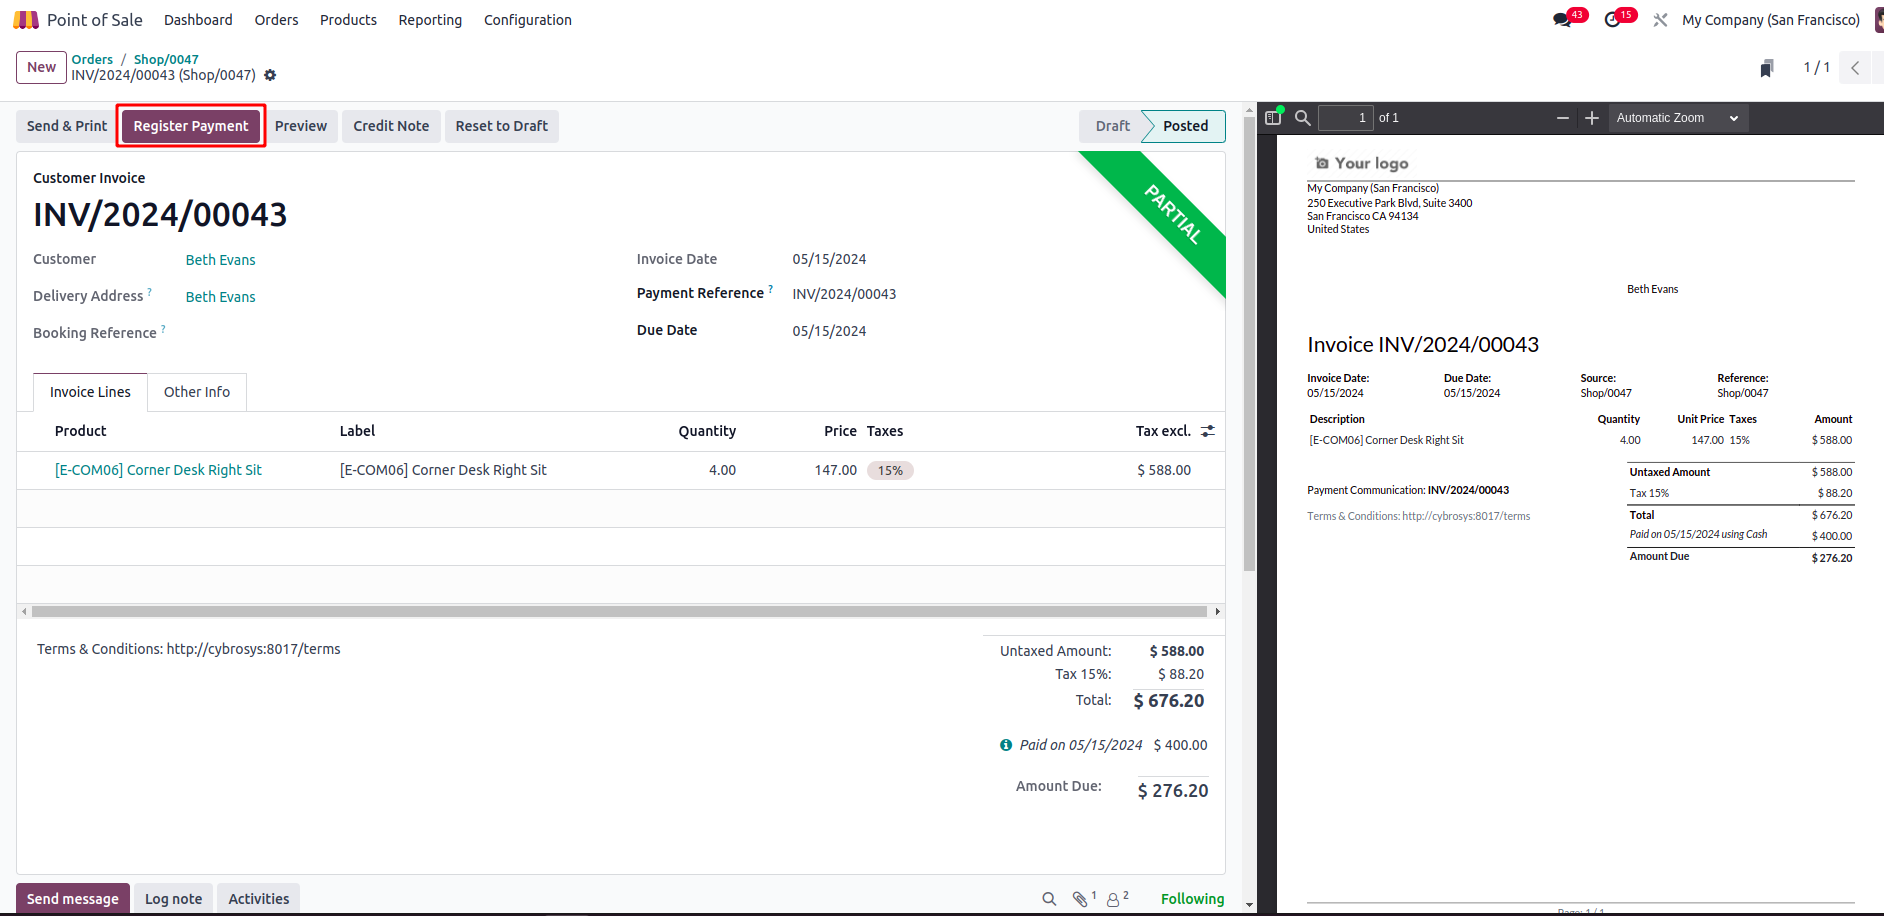 Point of Sale Dashboard Orders Products Reporting Configuration 43 15 My Company (San Francisco)
New Orders / Shop/0047
INV/2024/00043 (Shop/0047) 1 / 1
Send & Print Register Payment Preview Credit Note Reset to Draft Draft Posted
Customer Invoice
INV/2024/00043
PARTIAL
Customer Beth Evans Invoice Date 05/15/2024
Delivery Address ? Beth Evans Payment Reference ? INV/2024/00043
Booking Reference ? Due Date 05/15/2024
Invoice Lines Other Info
Product Label Quantity Price Taxes Tax excl.
[E-COM06] Corner Desk Right Sit [E-COM06] Corner Desk Right Sit 4.00 147.00 15% $ 588.00
Terms & Conditions: http://cybrosys:8017/terms
Untaxed Amount: $ 588.00
Tax 15%: $ 88.20
Total: $ 676.20
Paid on 05/15/2024 $ 400.00
Amount Due: $ 276.20
Send message Log note Activities 1 2 Following
1 of 1 Automatic Zoom
Your logo
My Company (San Francisco)
250 Executive Park Blvd, Suite 3400
San Francisco CA 94134
United States
Beth Evans
Invoice INV/2024/00043
Invoice Date: Due Date: Source: Reference:
05/15/2024 05/15/2024 Shop/0047 Shop/0047
Description Quantity Unit Price Taxes Amount
[E-COM06] Corner Desk Right Sit 4.00 147.00 15% $ 588.00
Untaxed Amount $ 588.00
Payment Communication: INV/2024/00043
Tax 15% $ 88.20
Terms & Conditions: http://cybrosys:8017/terms
Total $ 676.20
Paid on 05/15/2024 using Cash $ 400.00
Amount Due $ 276.20
Page: 1 / 1